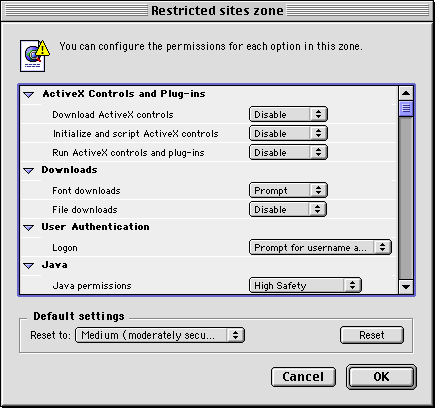 Restricted sites zone
You can configure the permissions for each option in this zone.
ActiveX Controls and Plug-ins
Download ActiveX controls Disable
Initialize and script ActiveX controls Disable
Run ActiveX controls and plug-ins Disable
Downloads
Font downloads Prompt
File downloads Disable
User Authentication
Logon Prompt for username a...
Java
Java permissions High Safety
Default settings
Reset to: Medium (moderately secu... Reset
Cancel OK